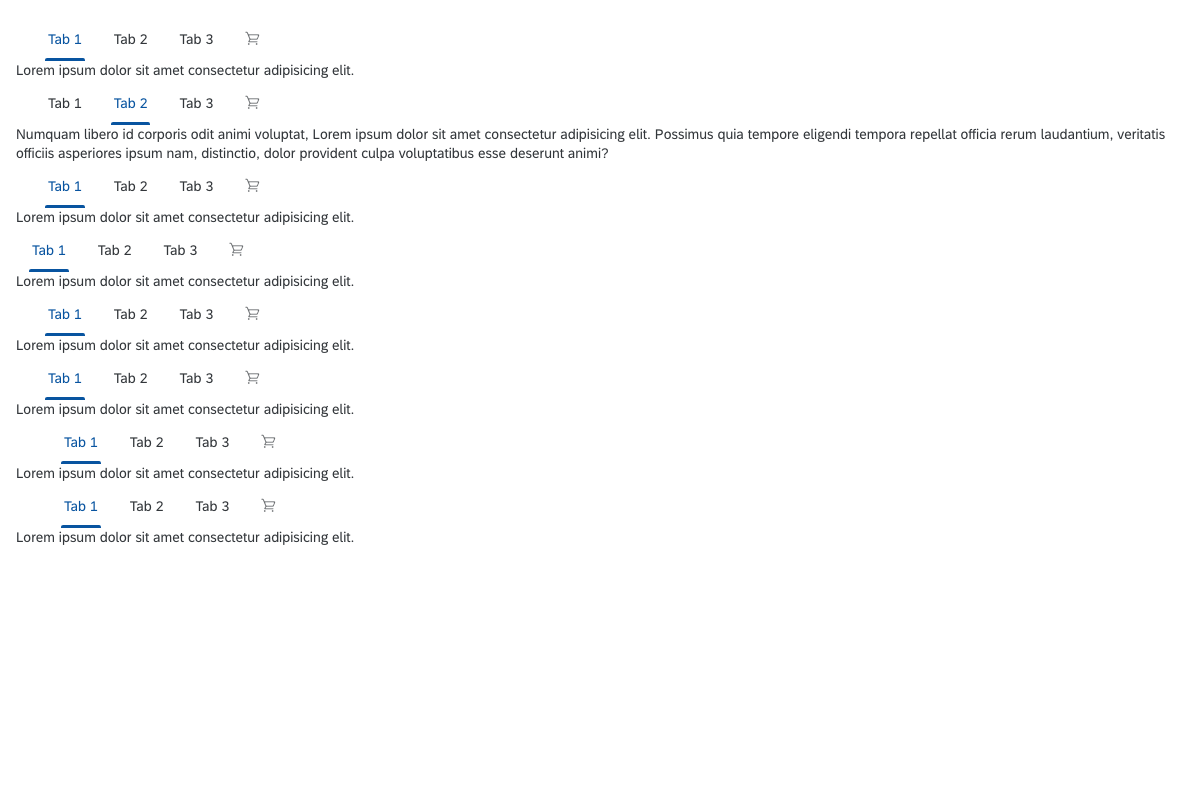 Tab 1 Tab 2 Tab 3
Lorem ipsum dolor sit amet consectetur adipisicing elit.
Tab 1 Tab 2 Tab 3
Numquam libero id corporis odit animi voluptat, Lorem ipsum dolor sit amet consectetur adipisicing elit. Possimus quia tempore eligendi tempora repellat officia rerum laudantium, veritatis
officiis asperiores ipsum nam, distinctio, dolor provident culpa voluptatibus esse deserunt animi?
Tab 1 Tab 2 Tab 3
Lorem ipsum dolor sit amet consectetur adipisicing elit.
Tab 1 Tab 2 Tab 3
Lorem ipsum dolor sit amet consectetur adipisicing elit.
Tab 1 Tab 2 Tab 3
Lorem ipsum dolor sit amet consectetur adipisicing elit.
Tab 1 Tab 2 Tab 3
Lorem ipsum dolor sit amet consectetur adipisicing elit.
Tab 1 Tab 2 Tab 3
Lorem ipsum dolor sit amet consectetur adipisicing elit.
Tab 1 Tab 2 Tab 3
Lorem ipsum dolor sit amet consectetur adipisicing elit.